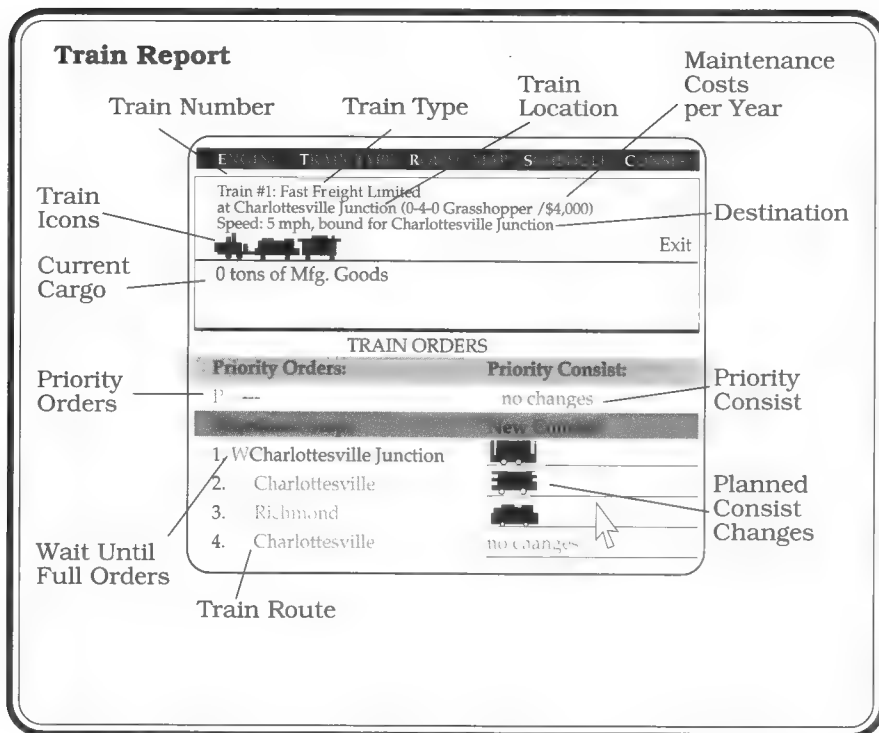 Train Report
Train Number
Train Type
Train
Location
Maintenance
Costs
per Year
Train #1: Fast Freight Limited
at Charlottesville Junction (0-4-0 Grasshopper /$4,000)
Speed: 5 mph, bound for Charlottesville Junction
Exit
Train
Icons
Destination
Current
Cargo
0 tons of Mfg. Goods
TRAIN ORDERS
Priority Orders:
Priority Consist:
P ---
no changes
Priority
Orders
Priority
Consist
1. WCharlottesville Junction
2. Charlottesville
3. Richmond
4. Charlottesville
no changes
Planned
Consist
Changes
Wait Until
Full Orders
Train Route